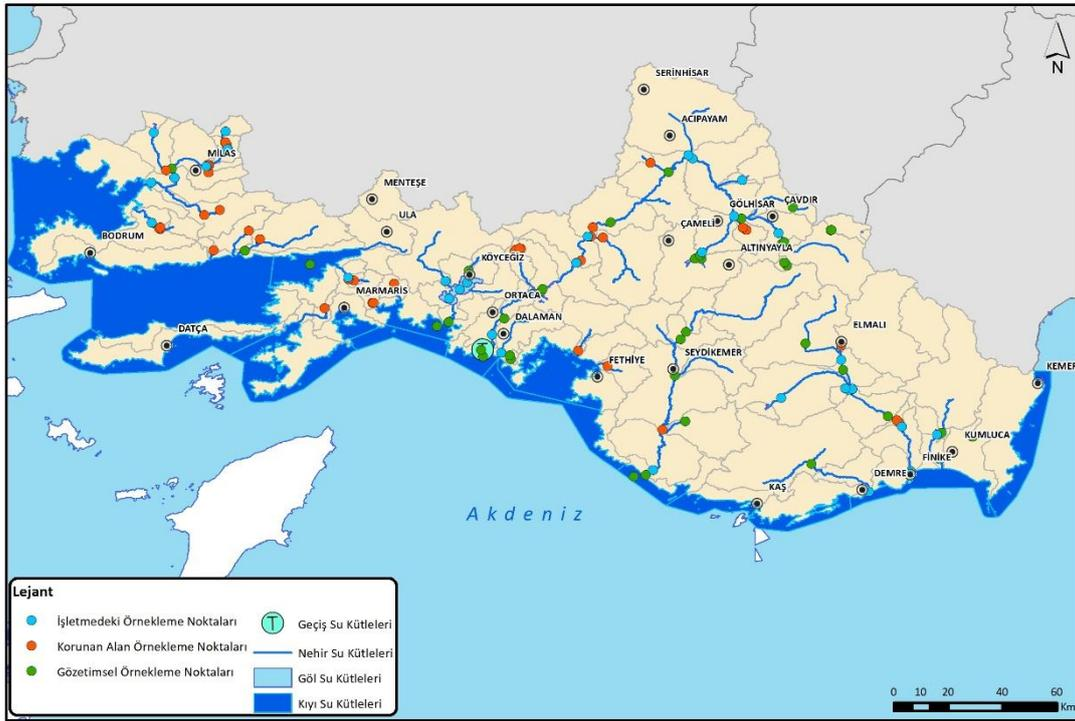 N
SERİNHİSAR
ACIPAYAM
MİLAS
MENTEŞE
ULA
GÖLHİSAR
ÇAVDIR
ÇAMELİ
BODRUM
ALTINYAYLA
KÖYCEĞİZ
MARMARİS
ORTACA
DALAMAN
DATÇA
ELMALI
FETHİYE
SEYDİKEMER
KEMER
KUMLUCA
FİNİKE
DEMRE
KAŞ
Akdeniz
Lejant
İşletmedeki Örnekleme Noktaları
Korunan Alan Örnekleme Noktaları
Gözetimsel Örnekleme Noktaları
T Geçiş Su Kütleleri
Nehir Su Kütleleri
Göl Su Kütleleri
Kıyı Su Kütleleri
0 10 20 40 60
Km